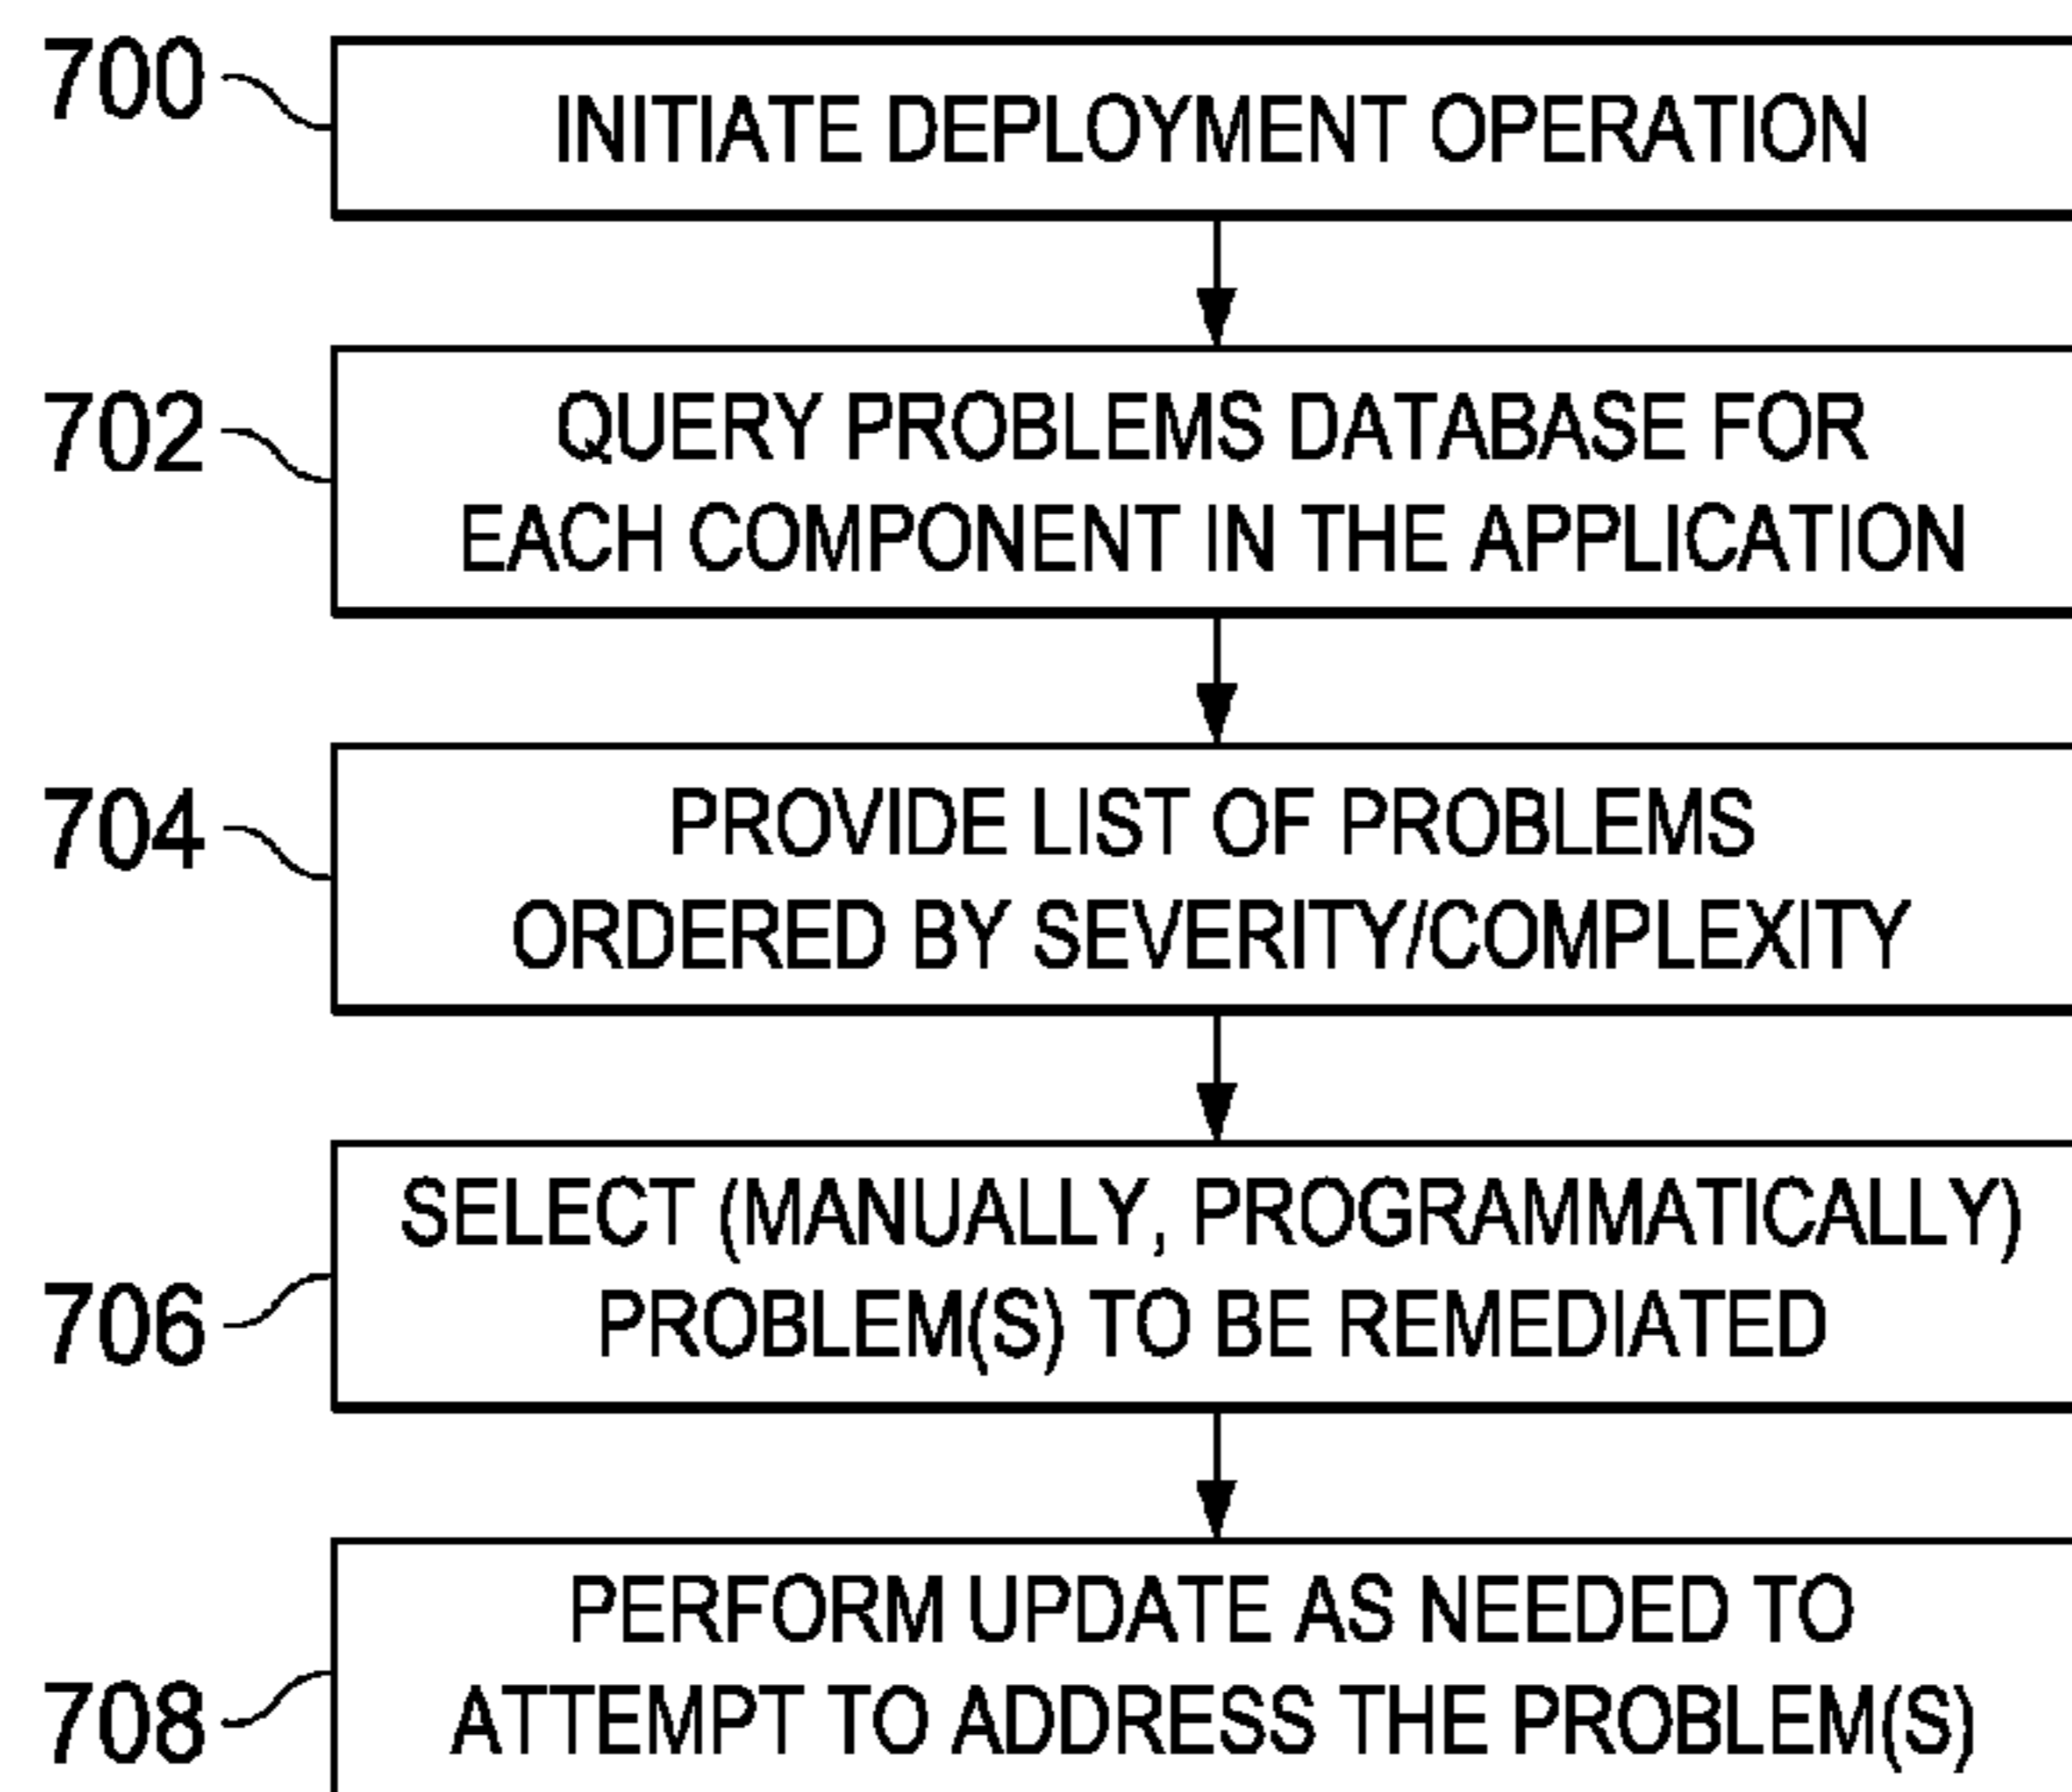 700
INITIATE DEPLOYMENT OPERATION
702
QUERY PROBLEMS DATABASE FOR
EACH COMPONENT IN THE APPLICATION
704
PROVIDE LIST OF PROBLEMS
ORDERED BY SEVERITY/COMPLEXITY
706
SELECT (MANUALLY, PROGRAMMATICALLY)
PROBLEM(S) TO BE REMEDIATED
708
PERFORM UPDATE AS NEEDED TO
ATTEMPT TO ADDRESS THE PROBLEM(S)